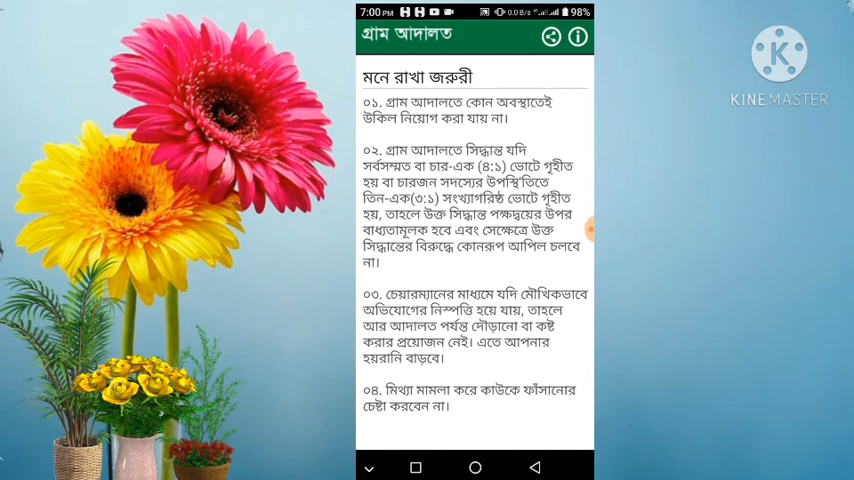 7:00 PM 0.0 B/s 98%
গ্রাম আদালত
মনে রাখা জরুরী
০১. গ্রাম আদালতে কোন অবস্থাতেই
উকিল নিয়োগ করা যায় না।
০২. গ্রাম আদালতে সিদ্ধান্ত যদি
সর্বসম্মত বা চার-এক (৪:১) ভোটে গৃহীত
হয় বা চারজন সদস্যের উপস্থিতিতে
তিন-এক(৩:১) সংখ্যাগরিষ্ঠ ভোটে গৃহীত
হয়, তাহলে উক্ত সিদ্ধান্ত পক্ষদ্বয়ের উপর
বাধ্যতামূলক হবে এবং সেক্ষেত্রে উক্ত
সিদ্ধান্তের বিরুদ্ধে কোনরূপ আপিল চলবে
না।
০৩. চেয়ারম্যানের মাধ্যমে যদি মৌখিকভাবে
অভিযোগের নিস্পত্তি হয়ে যায়, তাহলে
আর আদালত পর্যন্ত দৌড়ানো বা কষ্ট
করার প্রয়োজন নেই। এতে আপনার
হয়রানি বাড়বে।
০৪. মিথ্যা মামলা করে কাউকে ফাঁসানোর
চেষ্টা করবেন না।
KINEMASTER